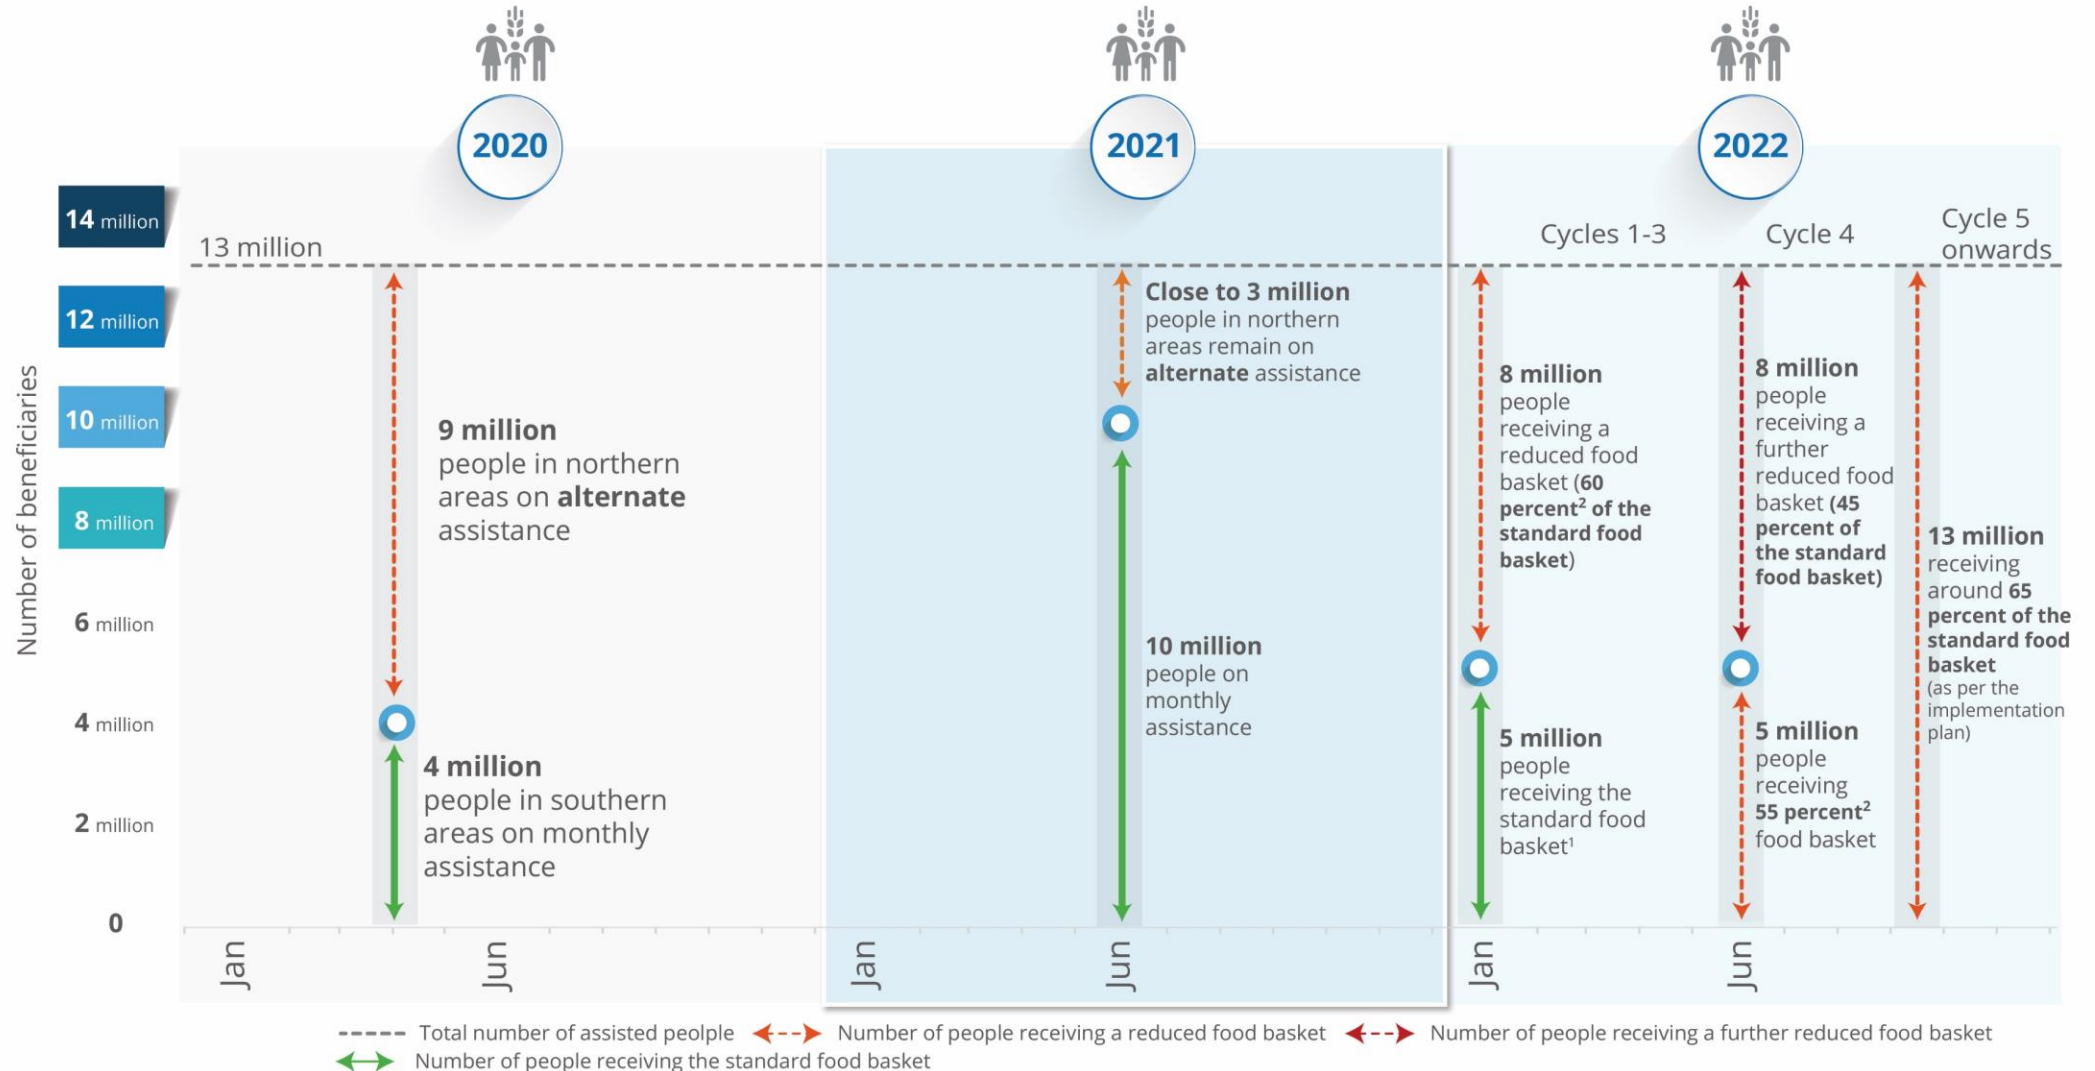 2020
2021
2022
Number of beneficiaries
14 million
12 million
10 million
8 million
6 million
4 million
2 million
0
13 million
9 million
people in northern
areas on alternate
assistance
4 million
people in southern
areas on monthly
assistance
Close to 3 million
people in northern
areas remain on
alternate assistance
10 million
people on
monthly
assistance
Cycles 1-3
8 million
people
receiving a
reduced food
basket (60
percent² of the
standard food
basket)
5 million
people
receiving the
standard food
basket¹
Cycle 4
8 million
people
receiving a
further
reduced food
basket (45
percent of
the standard
food basket)
5 million
people
receiving
55 percent²
food basket
Cycle 5
onwards
13 million
receiving
around 65
percent of the
standard food
basket
(as per the
implementation
plan)
Jan
Jun
Jan
Jun
Jan
Jun
Total number of assisted peolple
Number of people receiving a reduced food basket
Number of people receiving a further reduced food basket
Number of people receiving the standard food basket